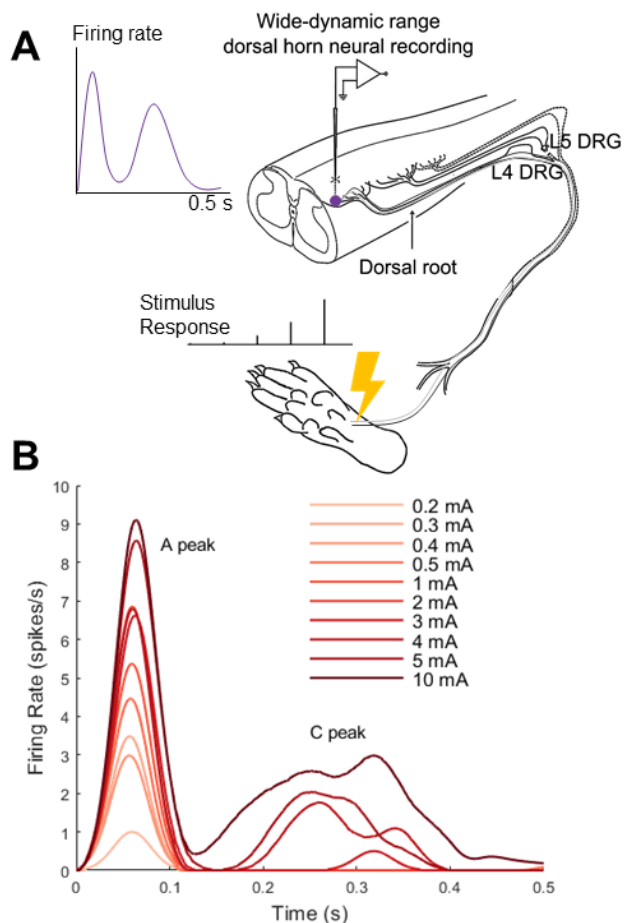 A
Firing rate
0.5 s
Wide-dynamic range
dorsal horn neural recording
L5 DRG
L4 DRG
Dorsal root
Stimulus
Response
B
A peak
C peak
0.2 mA
0.3 mA
0.4 mA
0.5 mA
1 mA
2 mA
3 mA
4 mA
5 mA
10 mA
Firing Rate (spikes/s)
10
9
8
7
6
5
4
3
2
1
0
0
0.1
0.2
0.3
0.4
0.5
Time (s)